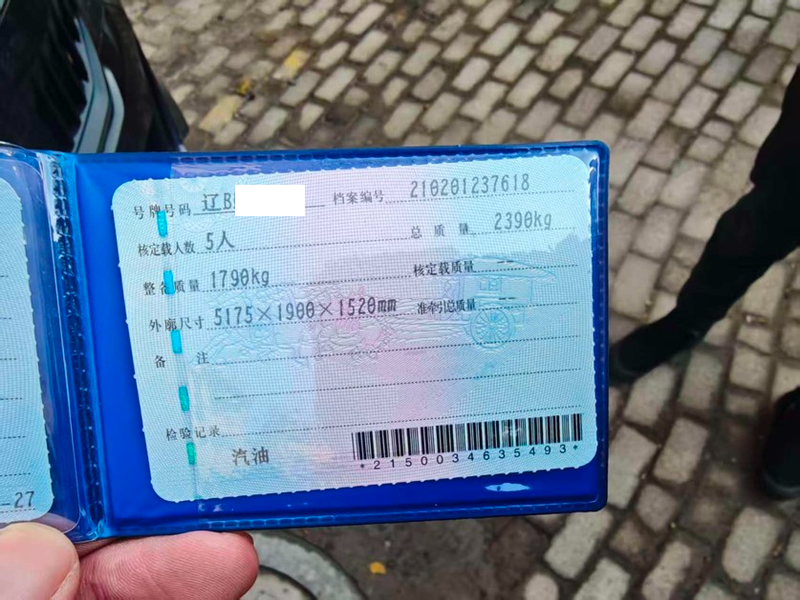 号牌号码 辽B 档案编号 210201237618
核定载人数 5人 总质量 2390kg
整备质量 1790kg 核定载质量 --
外廓尺寸 5175×1900×1520mm 准牵引总质量 --
备注
检验记录
汽油
*2150034635493*
-27